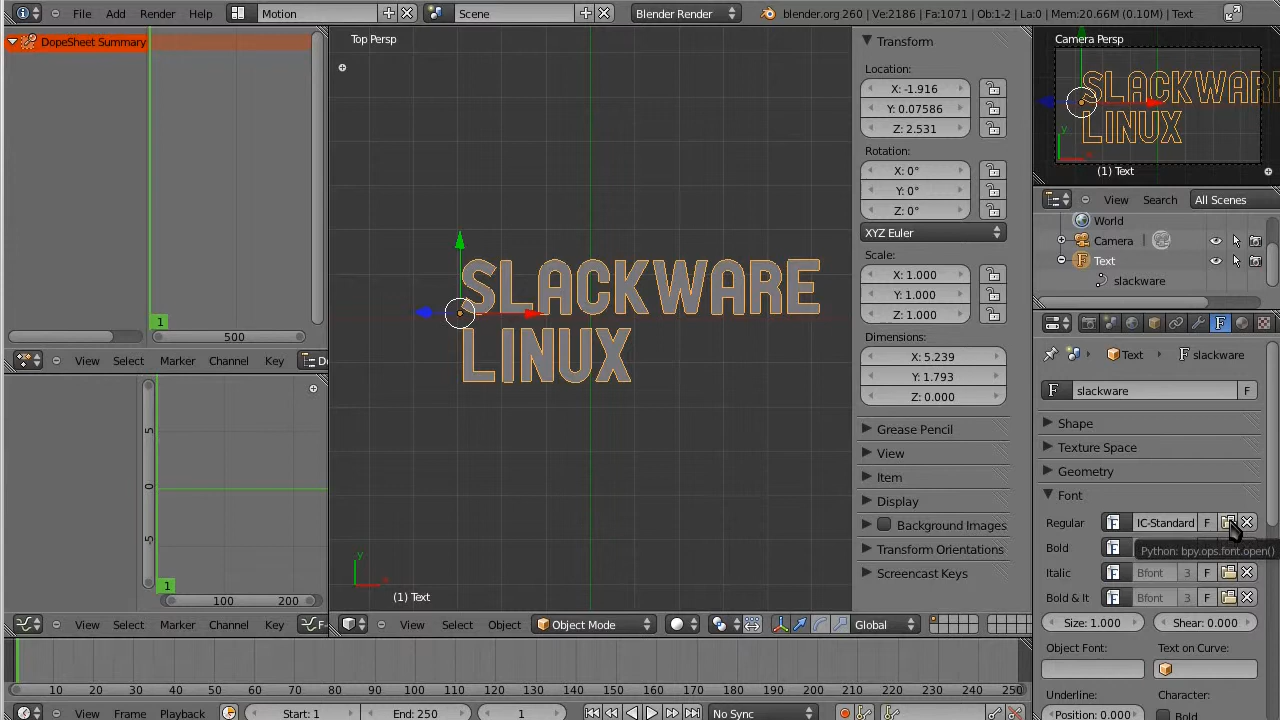 File Add Render Help Motion Scene Blender Render blender.org 260 | Ve:2186 | Fa:1071 | Ob:1-2 | La:0 | Mem:20.66M (0.10M) | Text
DopeSheet Summary
1
500
View Select Marker Channel Key
5
0
-5
1
100 200
View Select Marker Channel Key
Top Persp
SLACKWARE
LINUX
y
x
(1) Text
View Select Object Object Mode Global
Transform
Location:
X: -1.916
Y: 0.07586
Z: 2.531
Rotation:
X: 0°
Y: 0°
Z: 0°
XYZ Euler
Scale:
X: 1.000
Y: 1.000
Z: 1.000
Dimensions:
X: 5.239
Y: 1.793
Z: 0.000
Grease Pencil
View
Item
Display
Background Images
Transform Orientations
Screencast Keys
Camera Persp
SLACKWARE
LINUX
y
(1) Text
View Search All Scenes
World
Camera
Text
slackware
Text slackware
F slackware F
Shape
Texture Space
Geometry
Font
Regular IC-Standard F
Bold
Python: bpy.ops.font.open()
Italic Bfont 3 F
Bold & It Bfont 3 F
Size: 1.000 Shear: 0.000
Object Font: Text on Curve:
Underline: Character:
Position: 0.000 Bold
10 20 30 40 50 60 70 80 90 100 110 120 130 140 150 160 170 180 190 200 210 220 230 240 250
View Frame Playback Start: 1 End: 250 1 No Sync